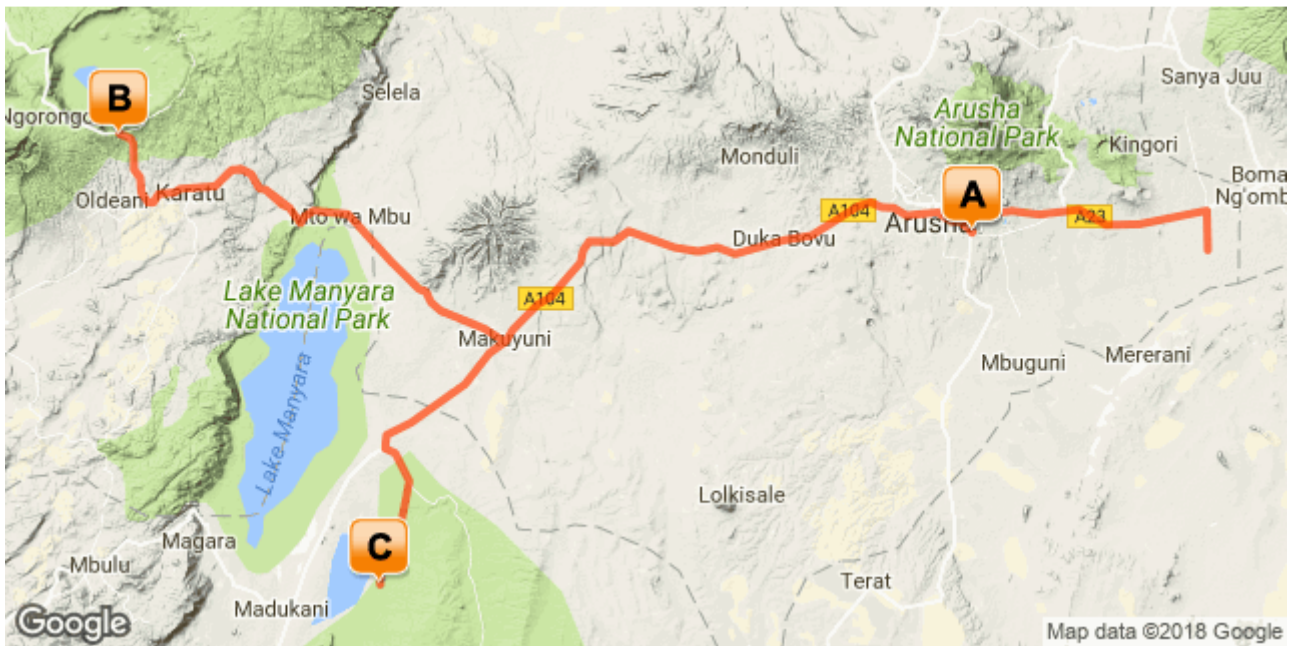 Selela
Sanya Juu
B
Ngorongo
Arusha
National Park
Kingori
Monduli
Boma
Ng'omb
Oldeani
Karatu
A
Mto wa Mbu
A104
A23
Arusha
Duka Bovu
Lake Manyara
National Park
A104
Makuyuni
Mbuguni
Mererani
Lake Manyara
Lolkisale
Magara
C
Mbulu
Terat
Madukani
Google
Map data ©2018 Google